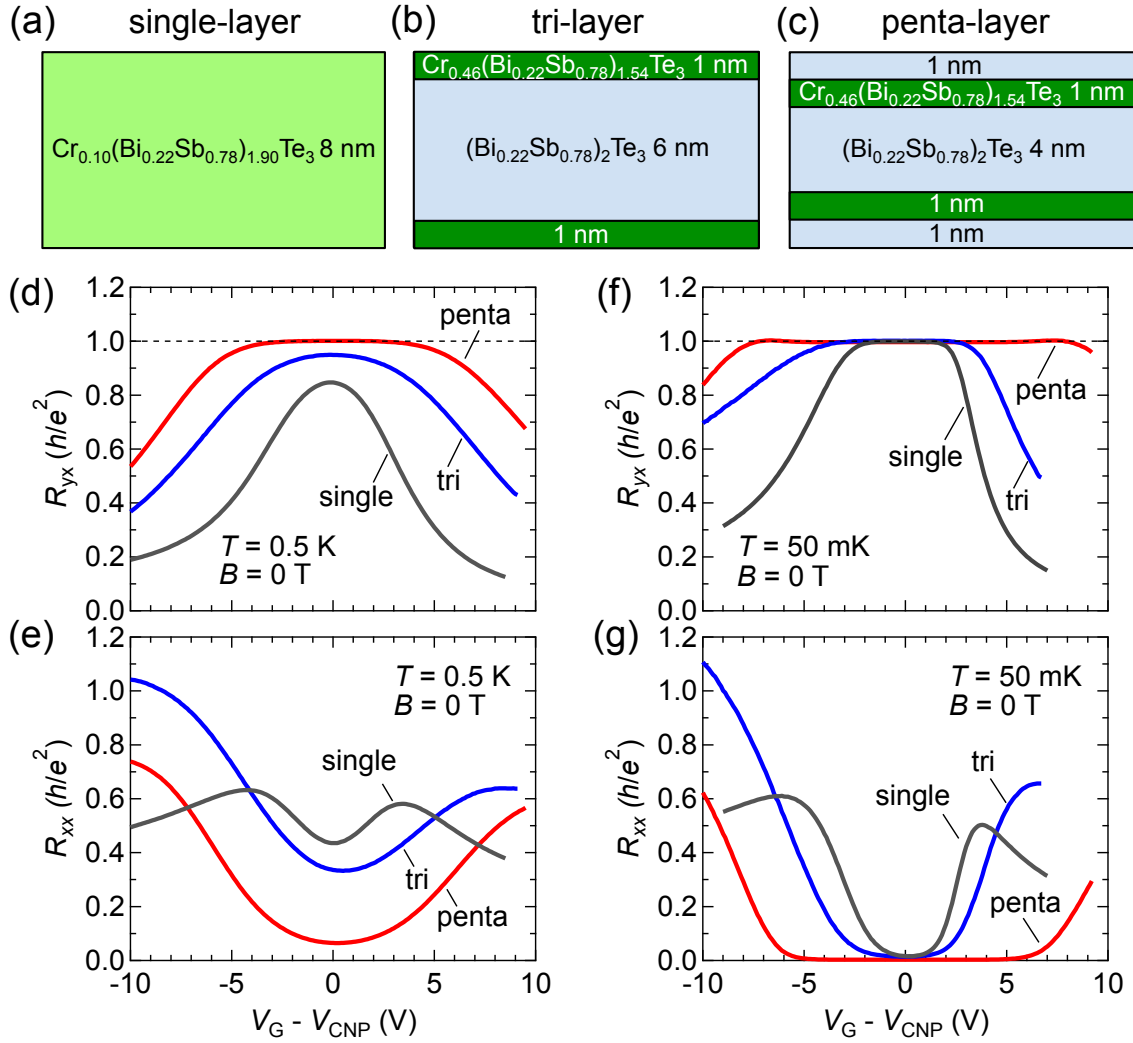 (a) single-layer
Cr0.10(Bi0.22Sb0.78)1.90Te3 8 nm
(b) tri-layer
Cr0.46(Bi0.22Sb0.78)1.54Te3 1 nm
(Bi0.22Sb0.78)2Te3 6 nm
1 nm
(c) penta-layer
1 nm
Cr0.46(Bi0.22Sb0.78)1.54Te3 1 nm
(Bi0.22Sb0.78)2Te3 4 nm
1 nm
1 nm
(d)
Ryx (h/e2)
1.2
1.0
0.8
0.6
0.4
0.2
0.0
penta
tri
single
T = 0.5 K
B = 0 T
(f)
Ryx (h/e2)
1.2
1.0
0.8
0.6
0.4
0.2
0.0
penta
single
tri
T = 50 mK
B = 0 T
(e)
Rxx (h/e2)
1.2
1.0
0.8
0.6
0.4
0.2
0.0
T = 0.5 K
B = 0 T
single
tri
penta
-10 -5 0 5 10
VG - VCNP (V)
(g)
Rxx (h/e2)
1.2
1.0
0.8
0.6
0.4
0.2
0.0
T = 50 mK
B = 0 T
tri
single
penta
-10 -5 0 5 10
VG - VCNP (V)